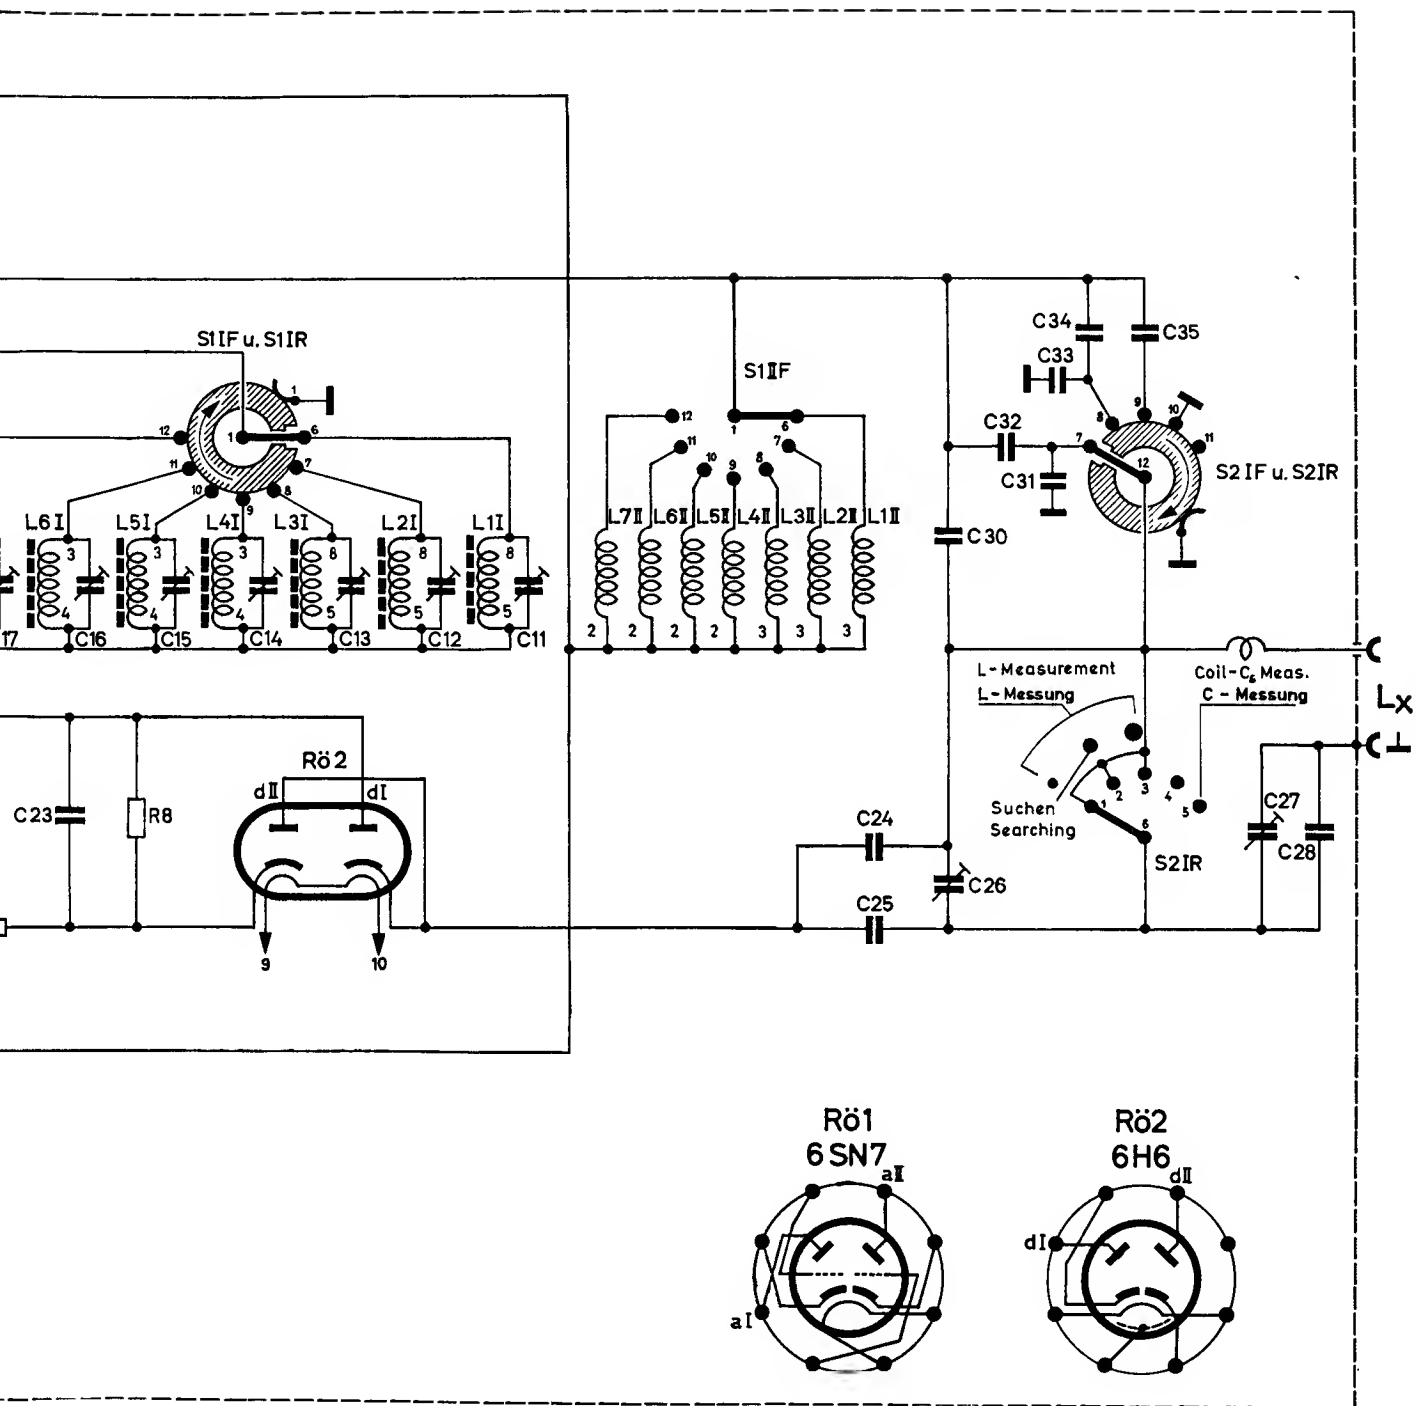 S1IF u. S1IR
1
12
1
6
11
10
9
8
7
L6I
L5I
L4I
L3I
L2I
L1I
3
3
3
8
8
8
4
4
4
5
5
5
17
C16
C15
C14
C13
C12
C11
S1ⅡF
12
1
6
11
10
9
8
7
L7Ⅱ
L6Ⅱ
L5Ⅱ
L4Ⅱ
L3Ⅱ
L2Ⅱ
L1Ⅱ
2
2
2
2
3
3
3
C34
C35
C33
C32
C31
C30
7
8
9
10
11
12
S2IF u. S2IR
L-Measurement
L-Messung
Coil-C₆ Meas.
C - Messung
Lx
Suchen
Searching
1
2
3
4
5
6
S2IR
C27
C28
C24
C26
C25
Rö2
dⅡ
dI
C23
R8
9
10
Rö1
6SN7
aⅡ
aI
Rö2
6H6
dⅡ
dI